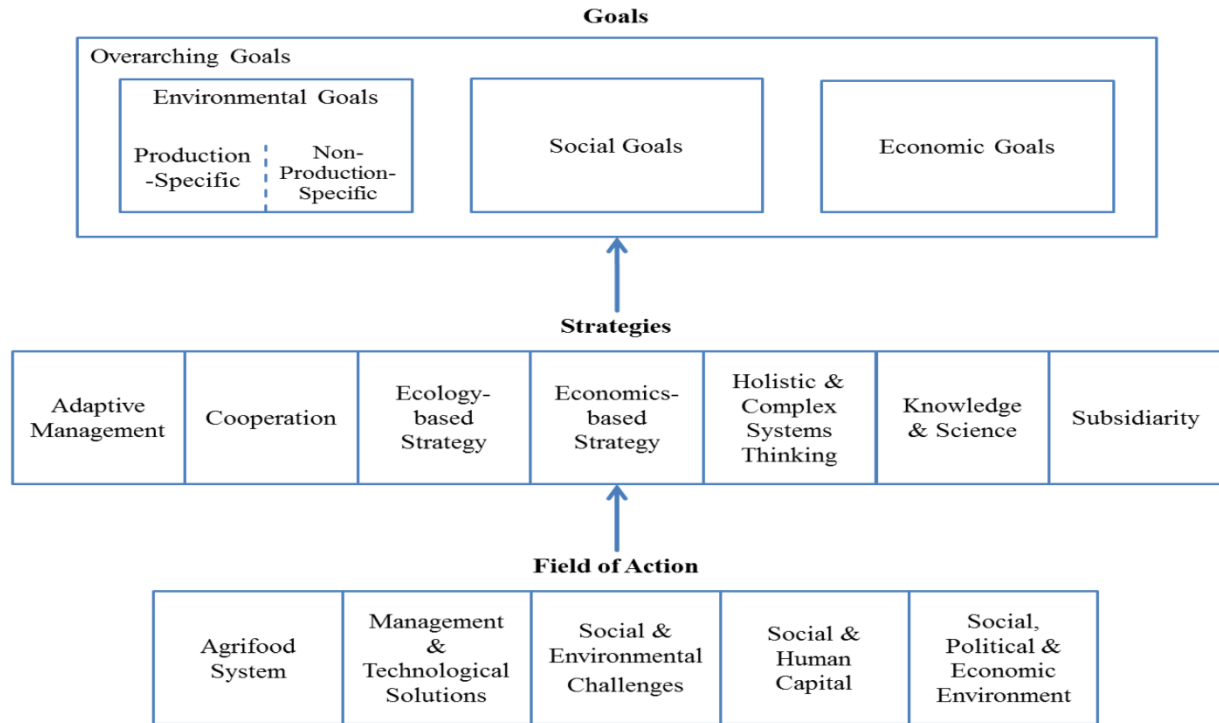 Goals
Overarching Goals
Environmental Goals
Production
-Specific
Non-
Production-
Specific
Social Goals
Economic Goals
Strategies
Adaptive
Management
Cooperation
Ecology-
based
Strategy
Economics-
based
Strategy
Holistic &
Complex
Systems
Thinking
Knowledge
& Science
Subsidiarity
Field of Action
Agrifood
System
Management
&
Technological
Solutions
Social &
Environmental
Challenges
Social &
Human
Capital
Social,
Political &
Economic
Environment